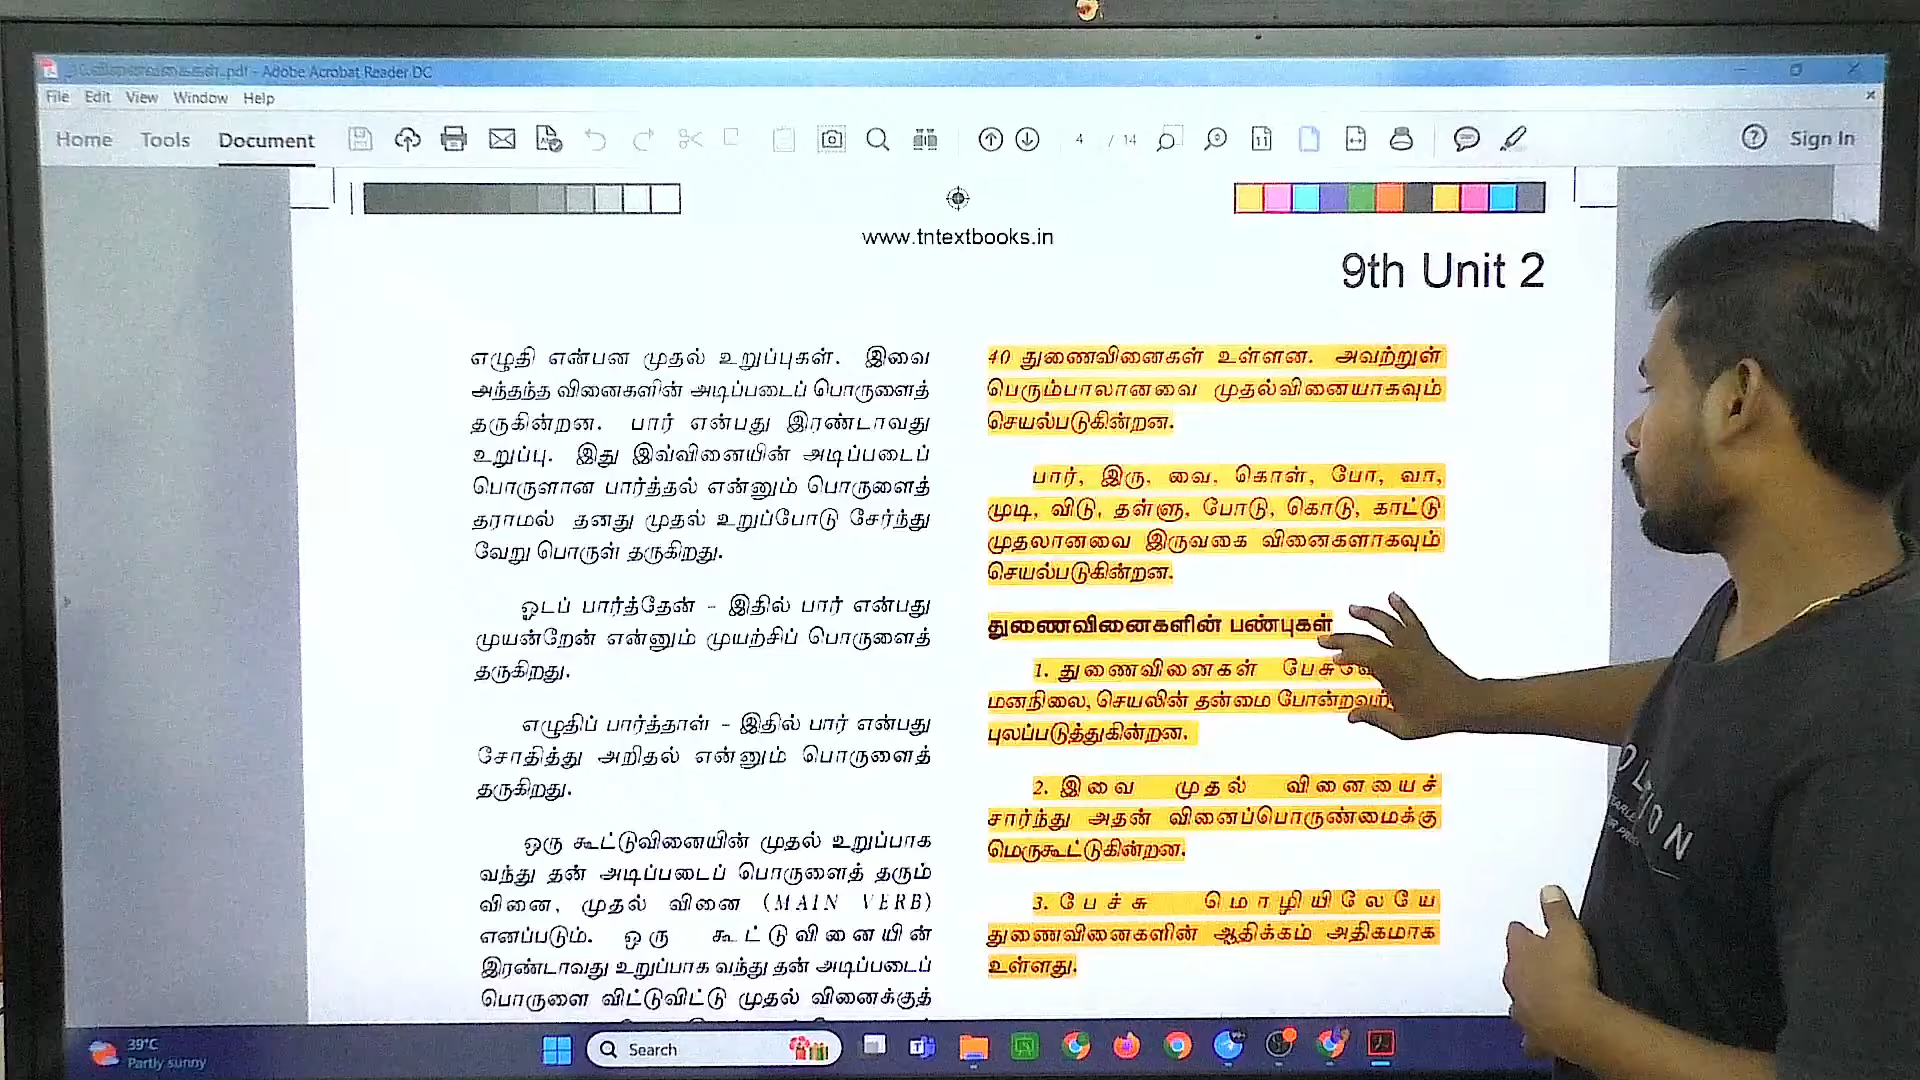 வினைவகைகள்..pdf - Adobe Acrobat Reader DC
File Edit View Window Help
Home Tools Document 4 / 14 Sign In
www.tntextbooks.in
9th Unit 2
எழுதி என்பன முதல் உறுப்புகள். இவை
அந்தந்த வினைகளின் அடிப்படைப் பொருளைத்
தருகின்றன. பார் என்பது இரண்டாவது
உறுப்பு. இது இவ்வினையின் அடிப்படைப்
பொருளான பார்த்தல் என்னும் பொருளைத்
தராமல் தனது முதல் உறுப்போடு சேர்ந்து
வேறு பொருள் தருகிறது.
ஓடப் பார்த்தேன் - இதில் பார் என்பது
முயன்றேன் என்னும் முயற்சிப் பொருளைத்
தருகிறது.
எழுதிப் பார்த்தாள் - இதில் பார் என்பது
சோதித்து அறிதல் என்னும் பொருளைத்
தருகிறது.
ஒரு கூட்டுவினையின் முதல் உறுப்பாக
வந்து தன் அடிப்படைப் பொருளைத் தரும்
வினை, முதல் வினை (MAIN VERB)
எனப்படும். ஒரு கூட்டுவினையின்
இரண்டாவது உறுப்பாக வந்து தன் அடிப்படைப்
பொருளை விட்டுவிட்டு முதல் வினைக்குத்
40 துணைவினைகள் உள்ளன. அவற்றுள்
பெரும்பாலானவை முதல்வினையாகவும்
செயல்படுகின்றன.
பார், இரு, வை, கொள், போ, வா,
முடி, விடு, தள்ளு, போடு, கொடு, காட்டு
முதலானவை இருவகை வினைகளாகவும்
செயல்படுகின்றன.
துணைவினைகளின் பண்புகள்
1. துணைவினைகள்
மனநிலை, செயலின் தன்மை
புலப்படுத்துகின்றன.
2. இவை முதல் வினையைச்
சார்ந்து அதன் வினைப்பொருண்மைக்கு
மெருகூட்டுகின்றன.
3. பேச்சு மொழியிலேயே
துணைவினைகளின் ஆதிக்கம் அதிகமாக
உள்ளது.
39°C
Partly sunny
Search